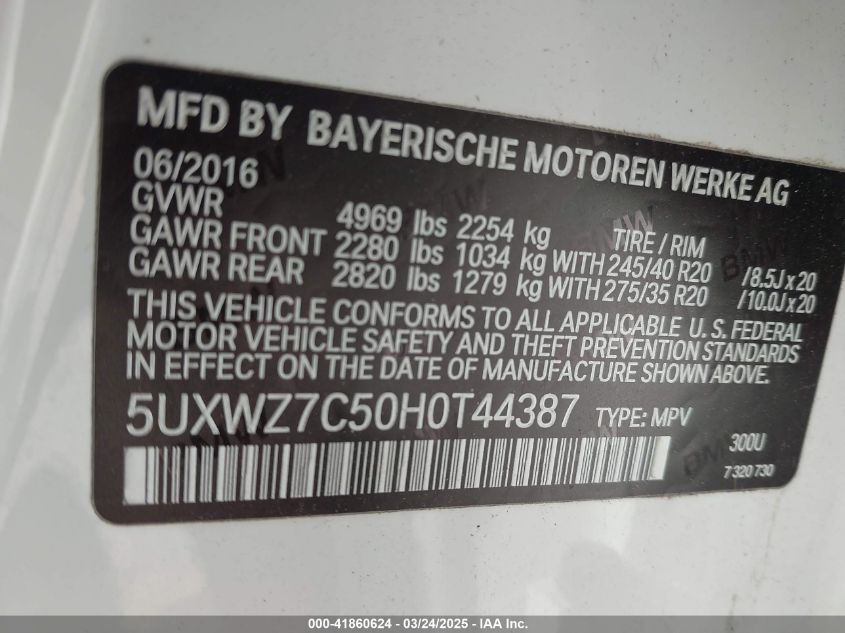 MFD BY BAYERISCHE MOTOREN WERKE AG
06/2016
GVWR 4969 lbs 2254 kg TIRE / RIM
GAWR FRONT 2280 lbs 1034 kg WITH 245/40 R20 /8.5J x 20
GAWR REAR 2820 lbs 1279 kg WITH 275/35 R20 /10.0J x 20
THIS VEHICLE CONFORMS TO ALL APPLICABLE U. S. FEDERAL
MOTOR VEHICLE SAFETY AND THEFT PREVENTION STANDARDS
IN EFFECT ON THE DATE OF MANUFACTURE SHOWN ABOVE.
5UXWZ7C50H0T44387 TYPE: MPV
300U
7 320 730
000-41860624 - 03/24/2025 - IAA Inc.